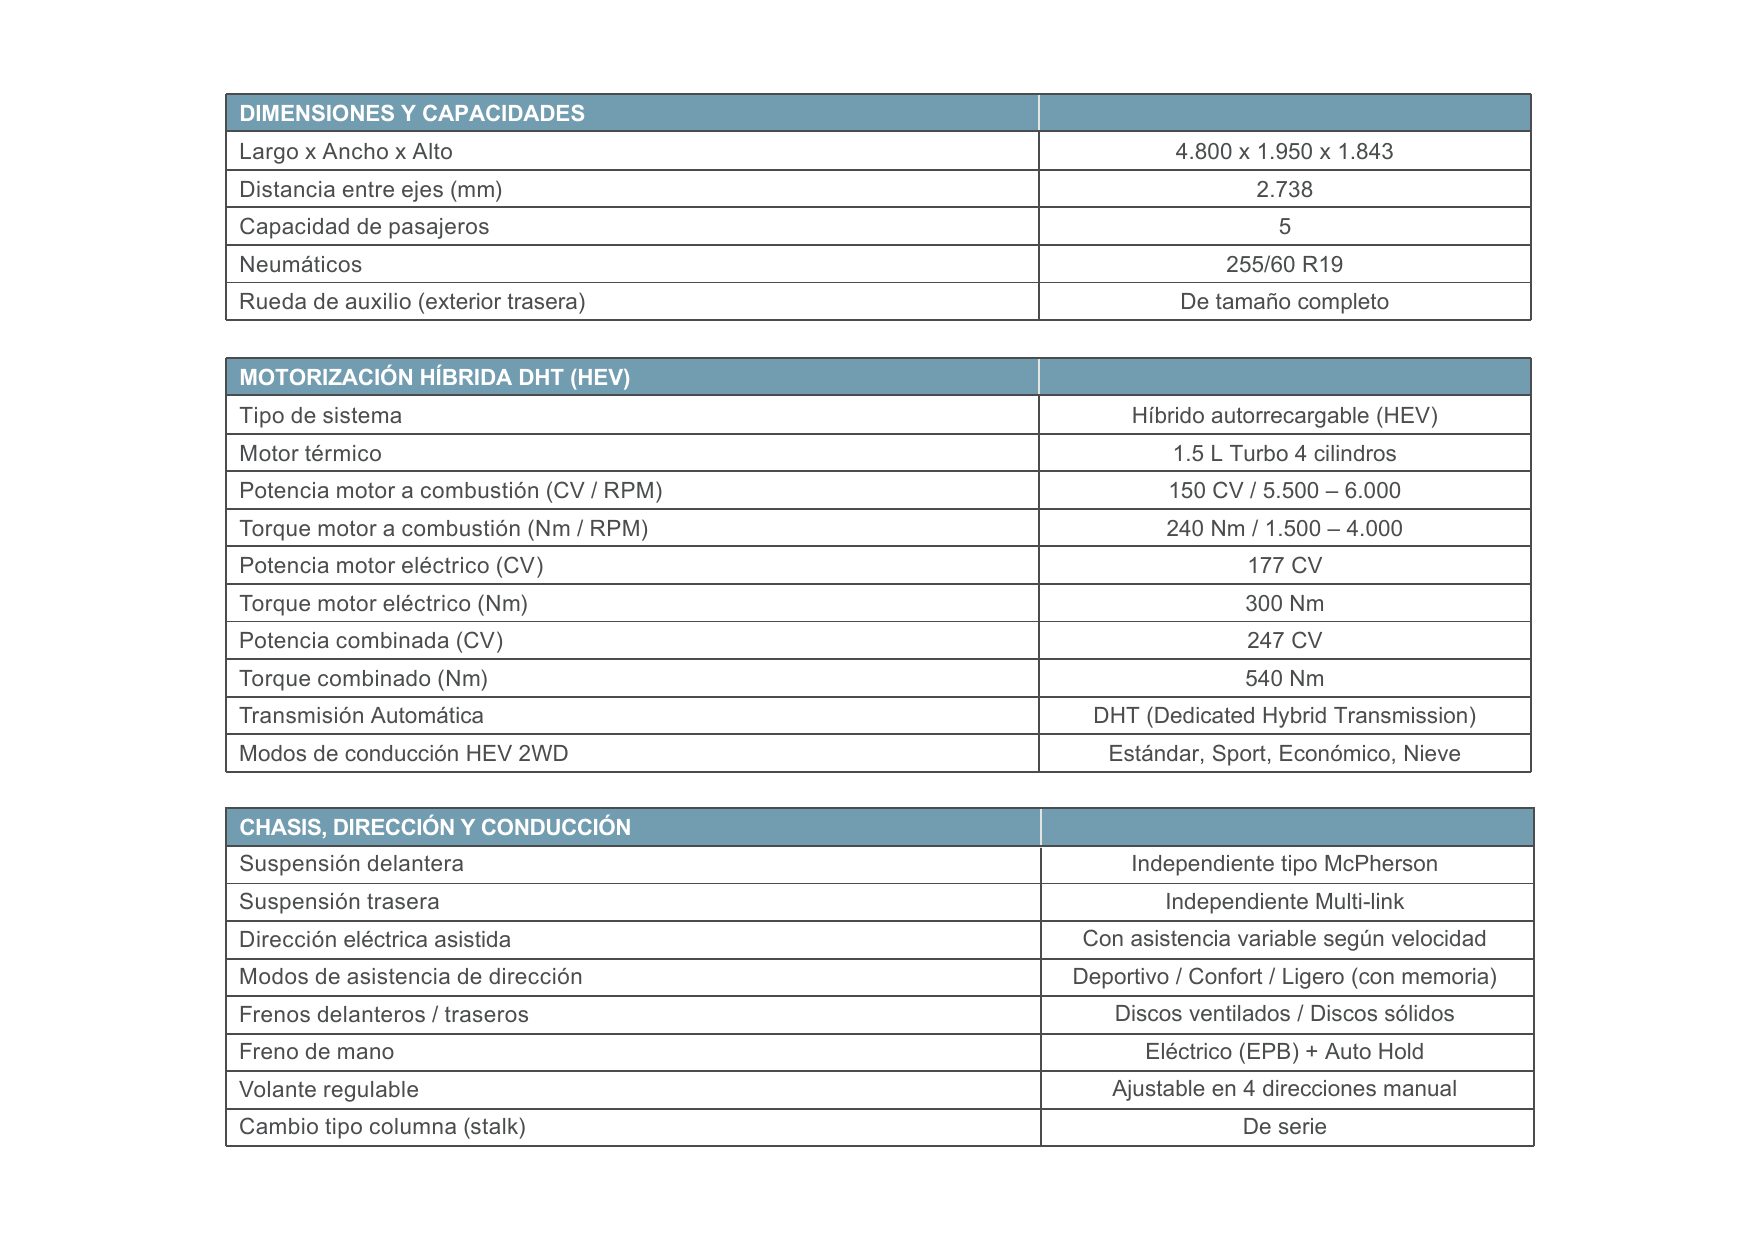 DIMENSIONES Y CAPACIDADES
Largo x Ancho x Alto 4.800 x 1.950 x 1.843
Distancia entre ejes (mm) 2.738
Capacidad de pasajeros 5
Neumáticos 255/60 R19
Rueda de auxilio (exterior trasera) De tamaño completo
MOTORIZACIÓN HÍBRIDA DHT (HEV)
Tipo de sistema Híbrido autorrecargable (HEV)
Motor térmico 1.5 L Turbo 4 cilindros
Potencia motor a combustión (CV / RPM) 150 CV / 5.500 – 6.000
Torque motor a combustión (Nm / RPM) 240 Nm / 1.500 – 4.000
Potencia motor eléctrico (CV) 177 CV
Torque motor eléctrico (Nm) 300 Nm
Potencia combinada (CV) 247 CV
Torque combinado (Nm) 540 Nm
Transmisión Automática DHT (Dedicated Hybrid Transmission)
Modos de conducción HEV 2WD Estándar, Sport, Económico, Nieve
CHASIS, DIRECCIÓN Y CONDUCCIÓN
Suspensión delantera Independiente tipo McPherson
Suspensión trasera Independiente Multi-link
Dirección eléctrica asistida Con asistencia variable según velocidad
Modos de asistencia de dirección Deportivo / Confort / Ligero (con memoria)
Frenos delanteros / traseros Discos ventilados / Discos sólidos
Freno de mano Eléctrico (EPB) + Auto Hold
Volante regulable Ajustable en 4 direcciones manual
Cambio tipo columna (stalk) De serie